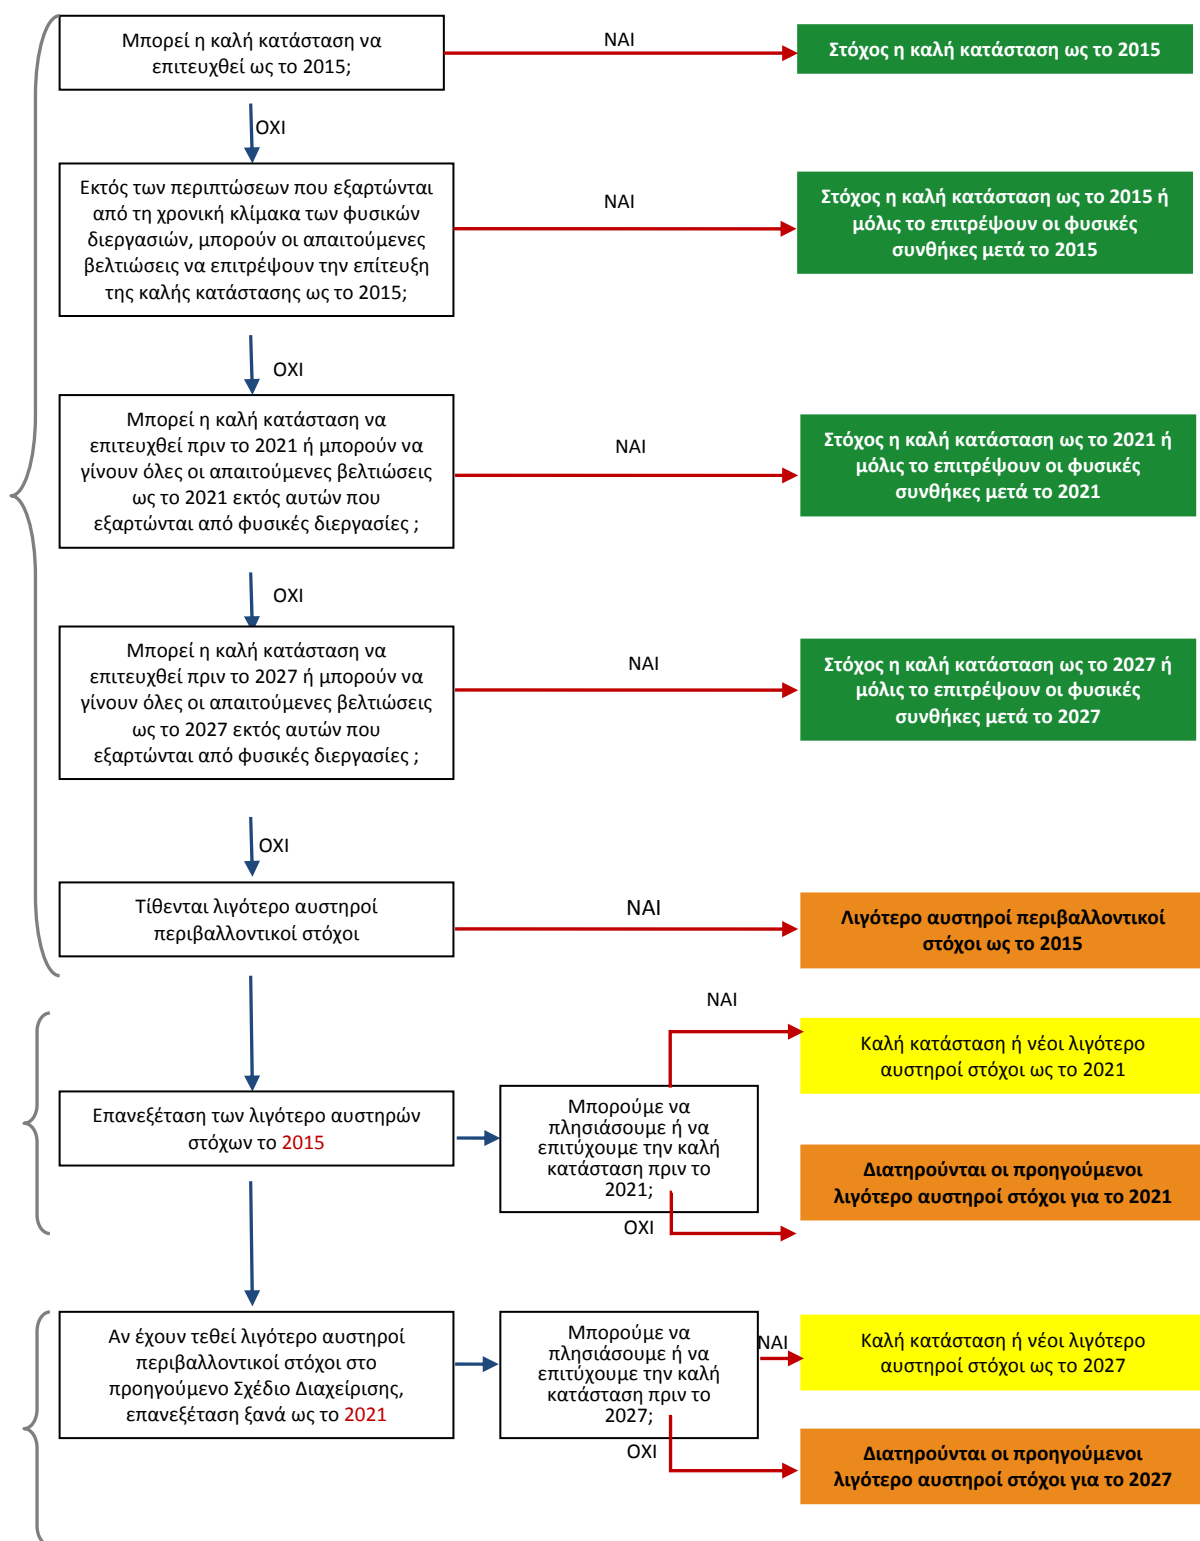 Μπορεί η καλή κατάσταση να
επιτευχθεί ως το 2015;
ΝΑΙ
Στόχος η καλή κατάσταση ως το 2015
ΟΧΙ
Εκτός των περιπτώσεων που εξαρτώνται
από τη χρονική κλίμακα των φυσικών
διεργασιών, μπορούν οι απαιτούμενες
βελτιώσεις να επιτρέψουν την επίτευξη
της καλής κατάστασης ως το 2015;
ΝΑΙ
Στόχος η καλή κατάσταση ως το 2015 ή
μόλις το επιτρέψουν οι φυσικές
συνθήκες μετά το 2015
ΟΧΙ
Μπορεί η καλή κατάσταση να
επιτευχθεί πριν το 2021 ή μπορούν να
γίνουν όλες οι απαιτούμενες βελτιώσεις
ως το 2021 εκτός αυτών που
εξαρτώνται από φυσικές διεργασίες ;
ΝΑΙ
Στόχος η καλή κατάσταση ως το 2021 ή
μόλις το επιτρέψουν οι φυσικές
συνθήκες μετά το 2021
ΟΧΙ
Μπορεί η καλή κατάσταση να
επιτευχθεί πριν το 2027 ή μπορούν να
γίνουν όλες οι απαιτούμενες βελτιώσεις
ως το 2027 εκτός αυτών που
εξαρτώνται από φυσικές διεργασίες ;
ΝΑΙ
Στόχος η καλή κατάσταση ως το 2027 ή
μόλις το επιτρέψουν οι φυσικές
συνθήκες μετά το 2027
ΟΧΙ
Τίθενται λιγότερο αυστηροί
περιβαλλοντικοί στόχοι
ΝΑΙ
Λιγότερο αυστηροί περιβαλλοντικοί
στόχοι ως το 2015
ΝΑΙ
Καλή κατάσταση ή νέοι λιγότερο
αυστηροί στόχοι ως το 2021
Επανεξέταση των λιγότερο αυστηρών
στόχων το 2015
Μπορούμε να
πλησιάσουμε ή να
επιτύχουμε την καλή
κατάσταση πριν το
2021;
Διατηρούνται οι προηγούμενοι
λιγότερο αυστηροί στόχοι για το 2021
ΟΧΙ
Αν έχουν τεθεί λιγότερο αυστηροί
περιβαλλοντικοί στόχοι στο
προηγούμενο Σχέδιο Διαχείρισης,
επανεξέταση ξανά ως το 2021
Μπορούμε να
πλησιάσουμε ή να
επιτύχουμε την καλή
κατάσταση πριν το
2027;
ΝΑΙ
Καλή κατάσταση ή νέοι λιγότερο
αυστηροί στόχοι ως το 2027
ΟΧΙ
Διατηρούνται οι προηγούμενοι
λιγότερο αυστηροί στόχοι για το 2027